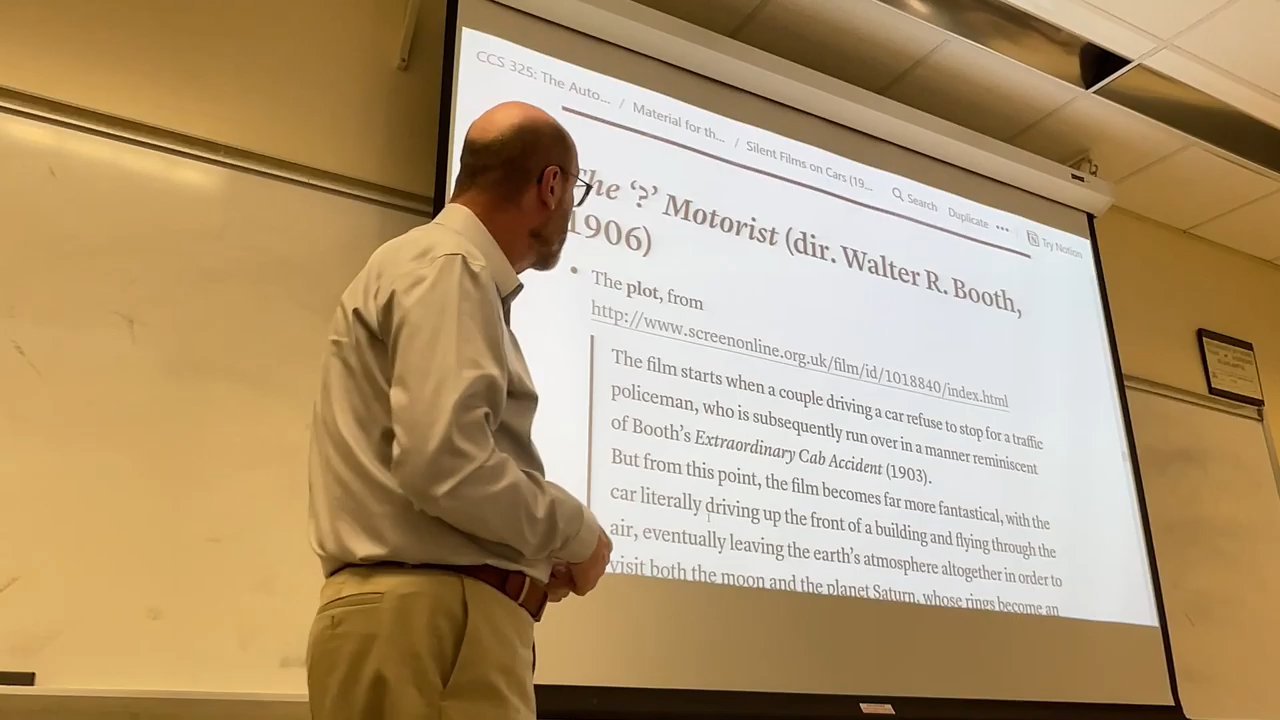 CCS 325: The Auto... / Material for th... / Silent Films on Cars (19... Search Duplicate ••• Try Notion
The ‘?’ Motorist (dir. Walter R. Booth,
1906)
• The plot, from
http://www.screenonline.org.uk/film/id/1018840/index.html
The film starts when a couple driving a car refuse to stop for a traffic
policeman, who is subsequently run over in a manner reminiscent
of Booth’s Extraordinary Cab Accident (1903).
But from this point, the film becomes far more fantastical, with the
car literally driving up the front of a building and flying through the
air, eventually leaving the earth’s atmosphere altogether in order to
visit both the moon and the planet Saturn, whose rings become an